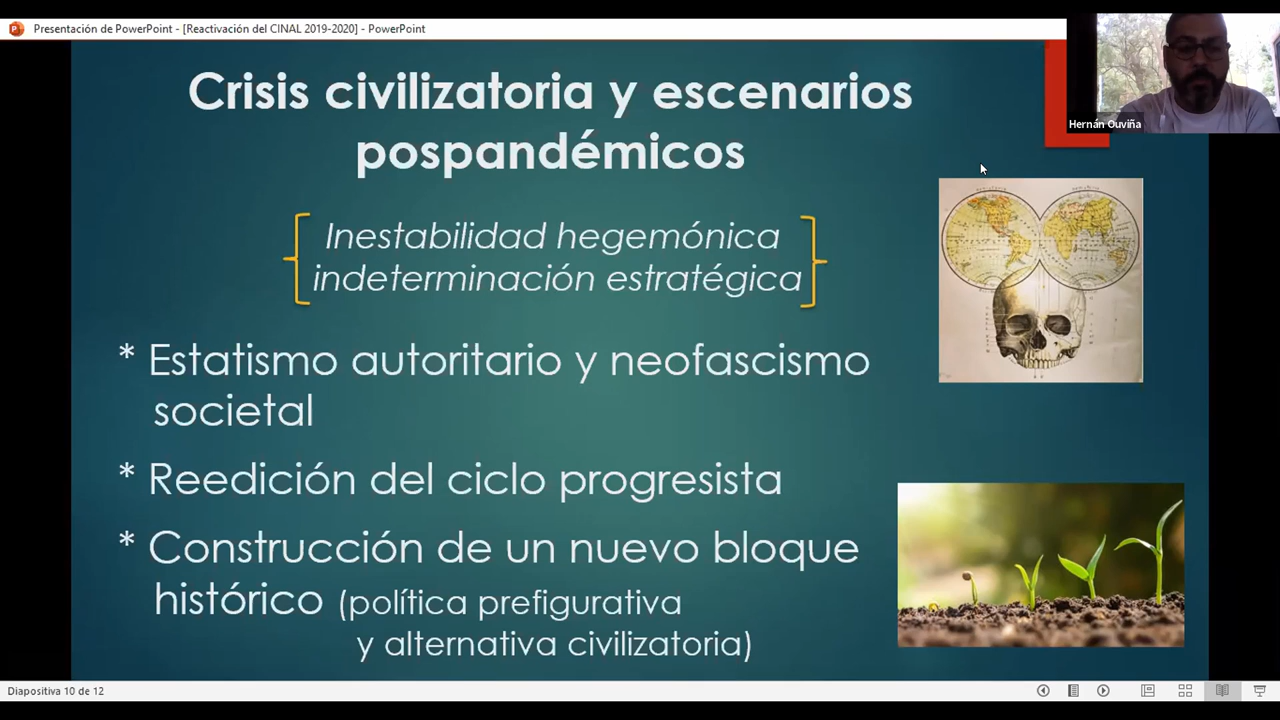 Presentación de PowerPoint - [Reactivación del CINAL 2019-2020] - PowerPoint
Hernán Ouviña
Crisis civilizatoria y escenarios
pospandémicos
Inestabilidad hegemónica
indeterminación estratégica
* Estatismo autoritario y neofascismo
societal
* Reedición del ciclo progresista
* Construcción de un nuevo bloque
histórico (política prefigurativa
y alternativa civilizatoria)
Diapositiva 10 de 12